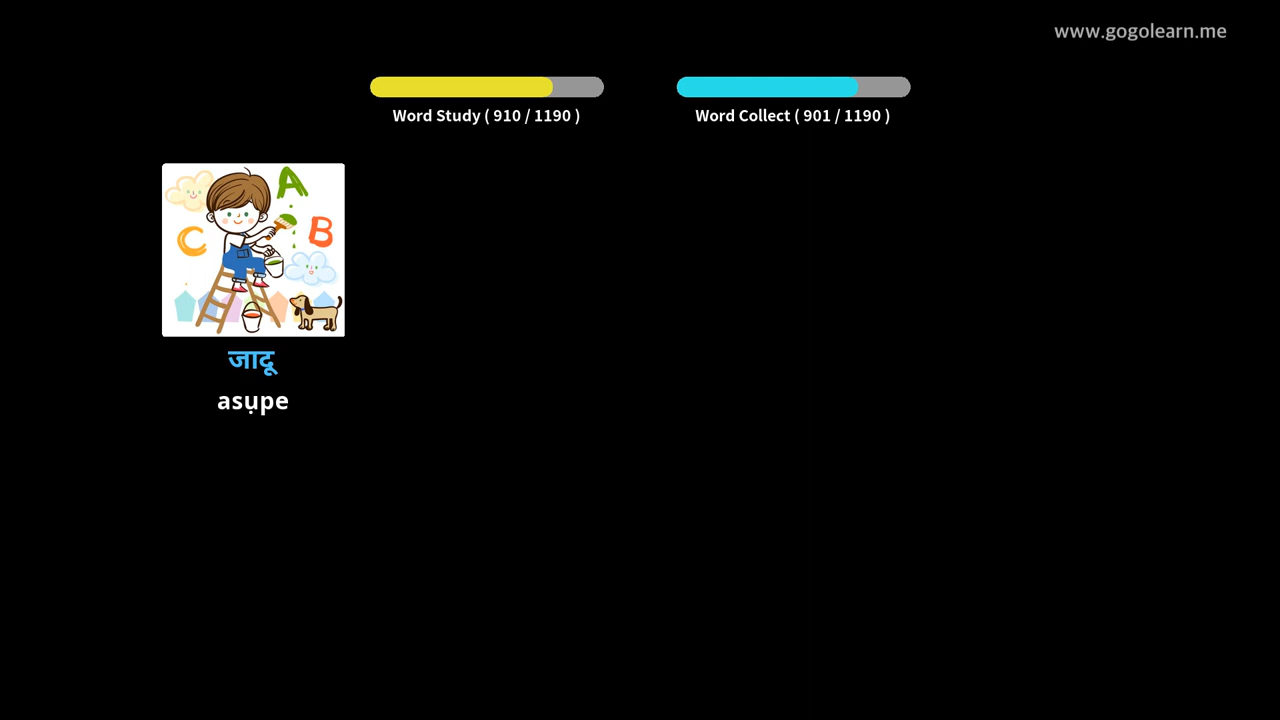 www.gogolearn.me
Word Study ( 910 / 1190 )
Word Collect ( 901 / 1190 )
A
B
C
जादू
asụpe